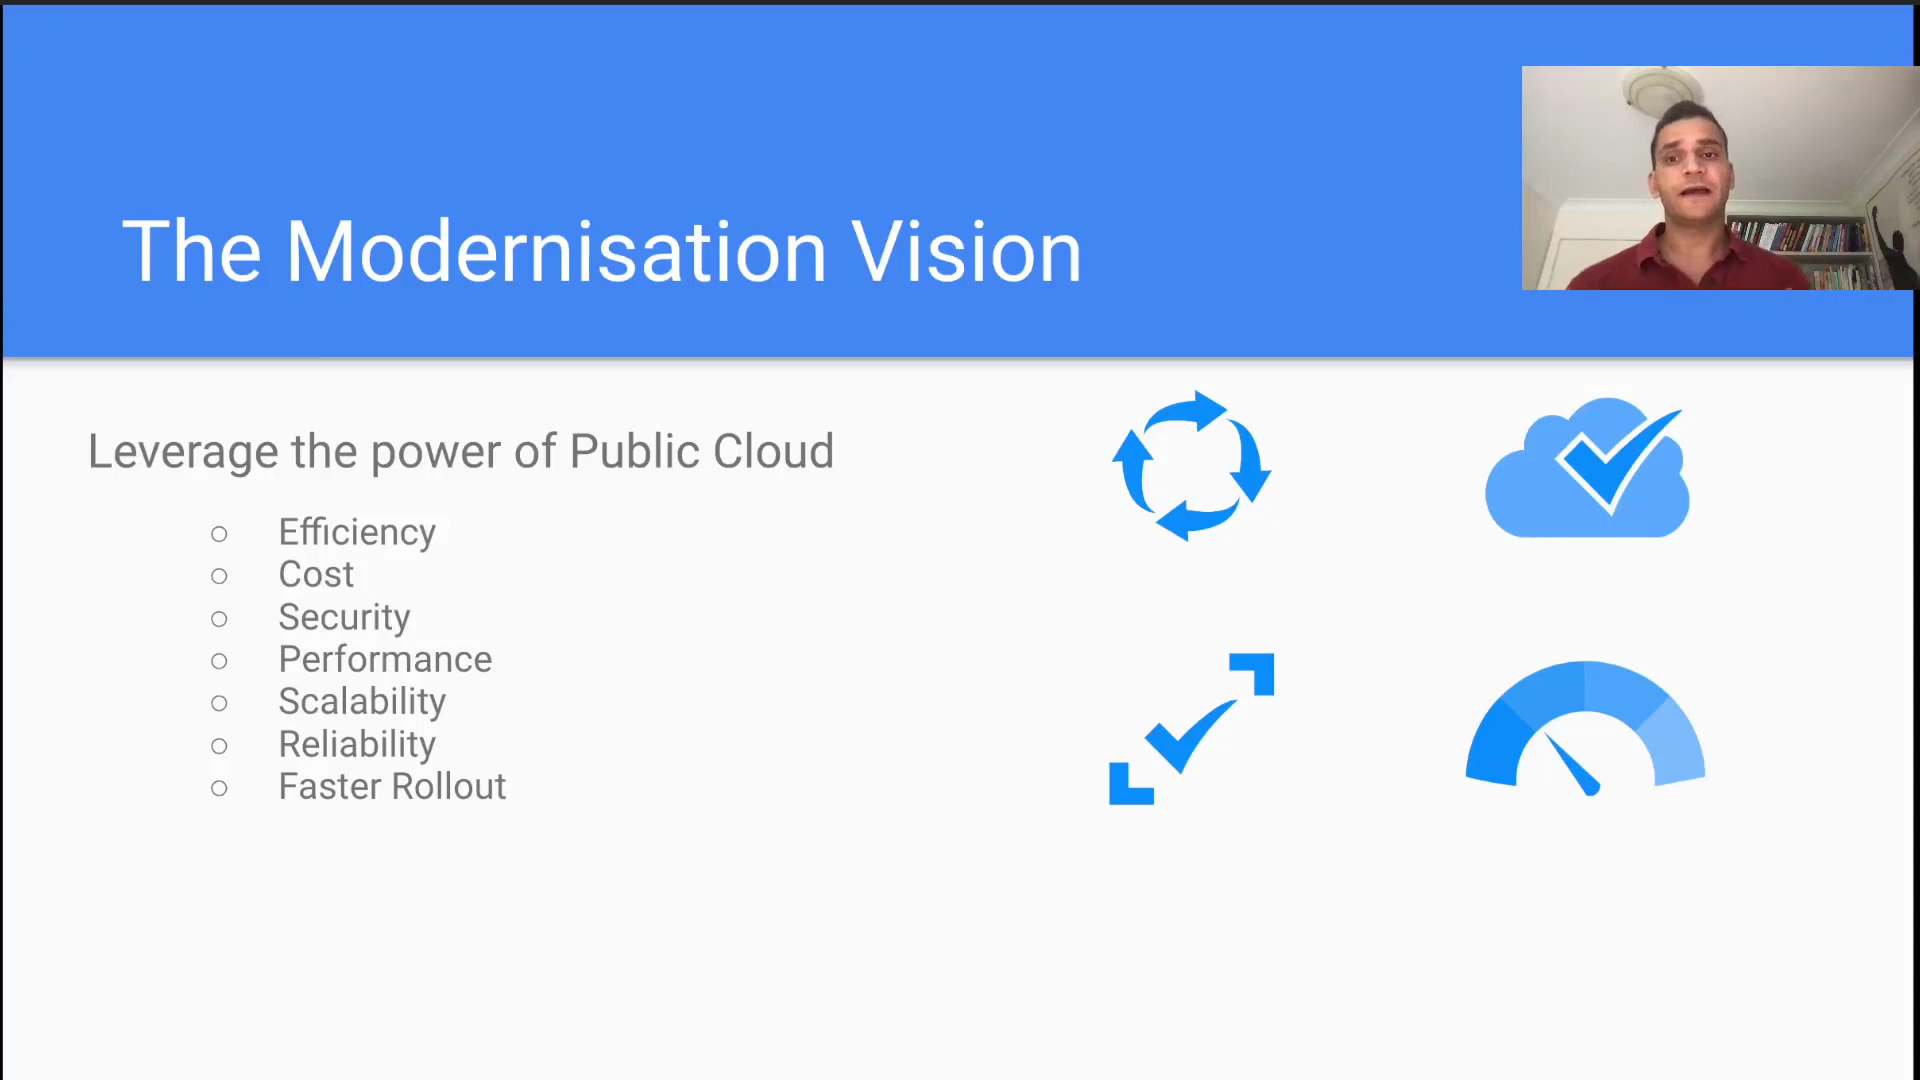 The Modernisation Vision
Leverage the power of Public Cloud
○ Efficiency
○ Cost
○ Security
○ Performance
○ Scalability
○ Reliability
○ Faster Rollout